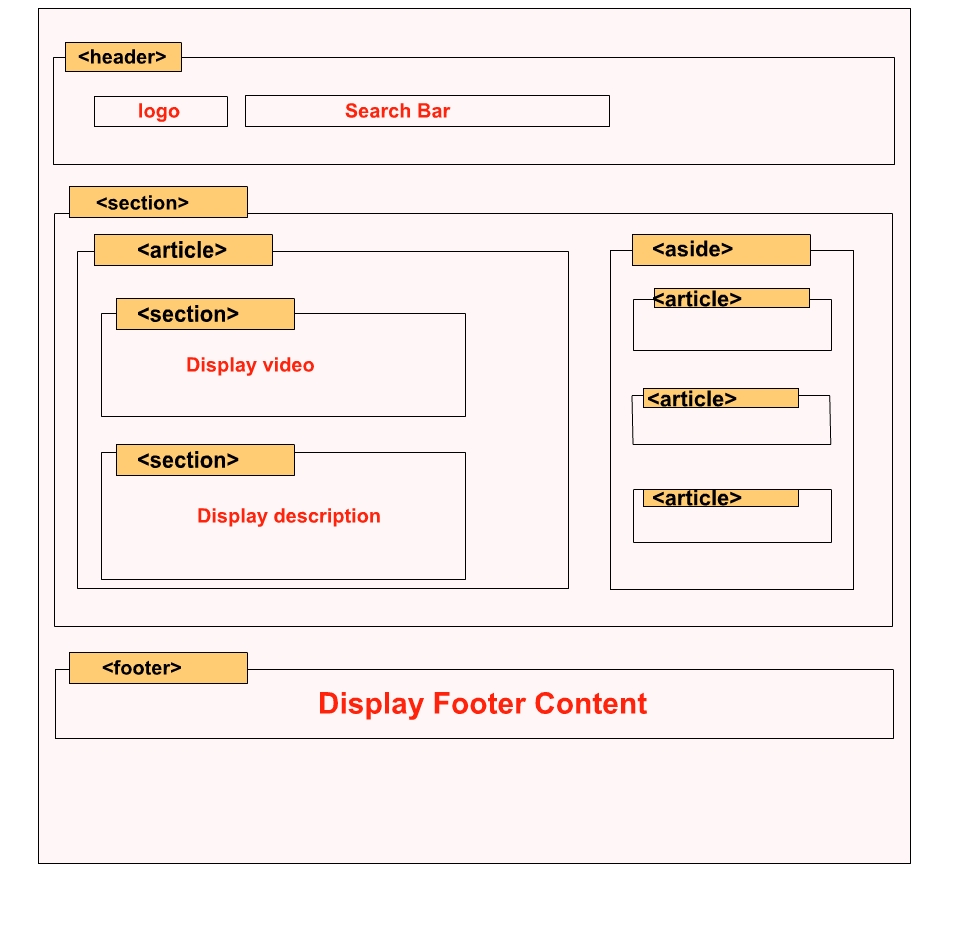 <header>
logo
Search Bar
<section>
<article>
<section>
Display video
<section>
Display description
<aside>
<article>
<article>
<article>
<footer>
Display Footer Content